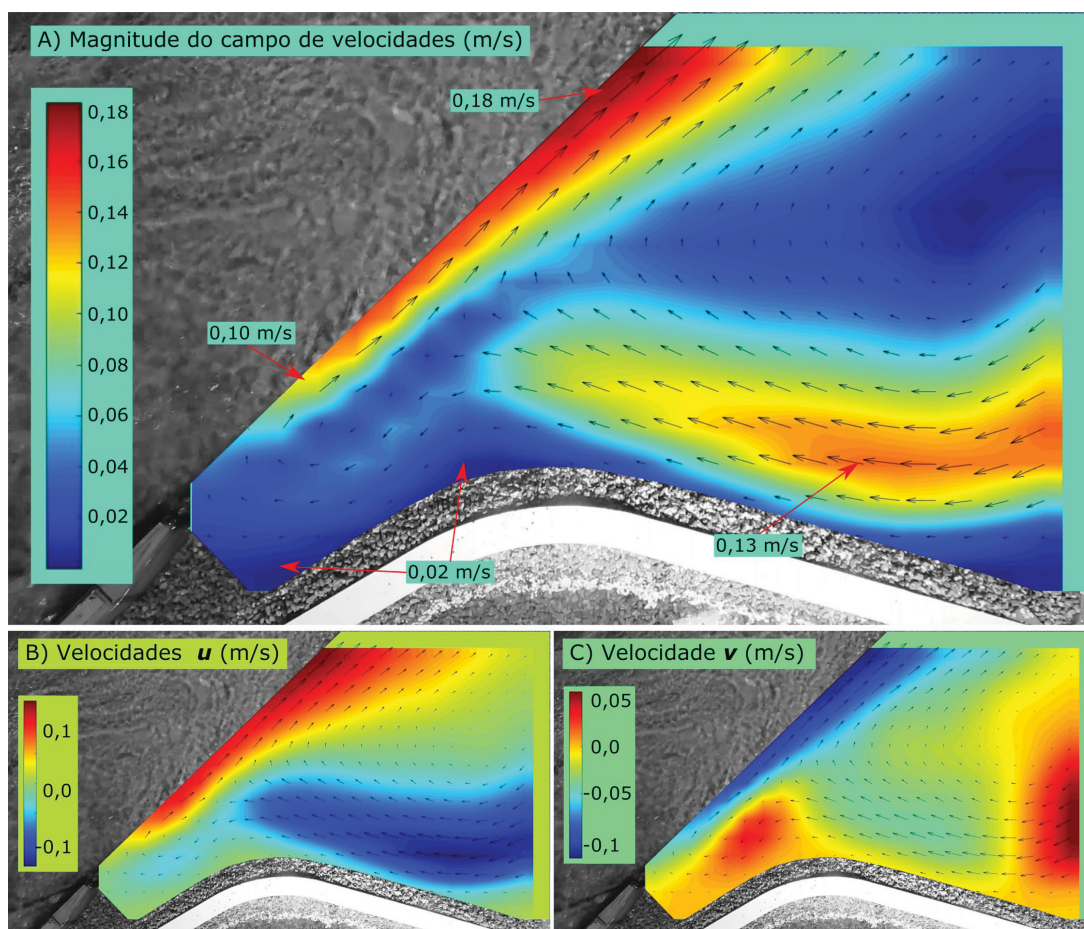 A) Magnitude do campo de velocidades (m/s)
0,18 m/s
0,18
0,16
0,14
0,12
0,10
0,08
0,06
0,04
0,02
0,10 m/s
0,13 m/s
0,02 m/s
B) Velocidades u (m/s)
0,1
0,0
-0,1
C) Velocidade v (m/s)
0,05
0,0
-0,05
-0,1